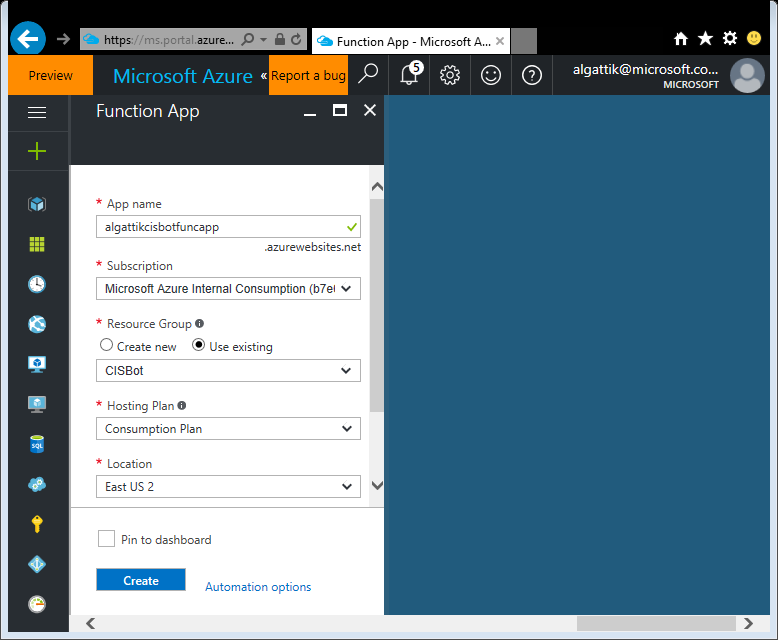 https://ms.portal.azure...
Function App - Microsoft A...
Preview
Microsoft Azure
«
Report a bug
5
algattik@microsoft.co...
MICROSOFT
Function App
* App name
algattikcisbotfuncapp
.azurewebsites.net
* Subscription
Microsoft Azure Internal Consumption (b7e
* Resource Group
Create new
Use existing
CISBot
* Hosting Plan
Consumption Plan
* Location
East US 2
Pin to dashboard
Create
Automation options
SQL